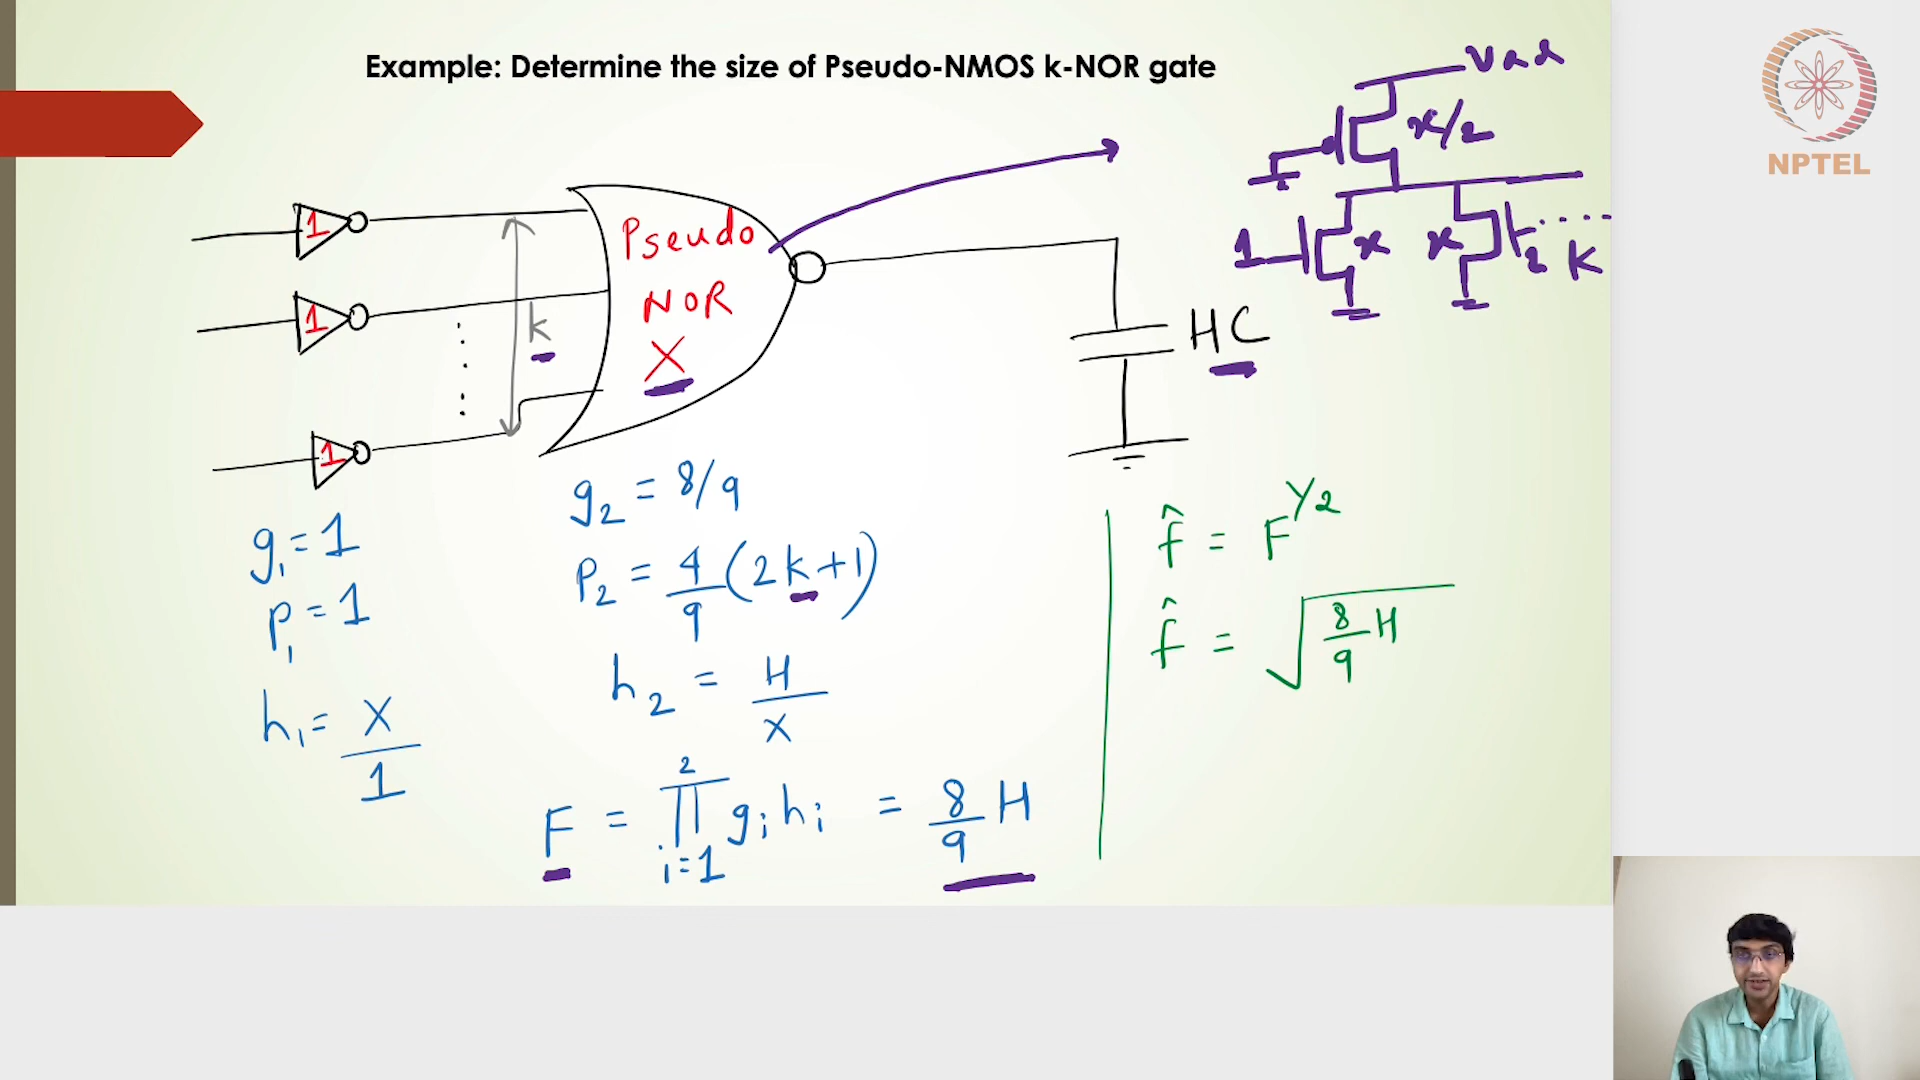 Example: Determine the size of Pseudo-NMOS k-NOR gate
Vdd
x/2
NPTEL
1
x
x
2
.....
K
1
1
1
k
Pseudo
NOR
X
HC
g₁ = 1
p₁ = 1
h₁ = X/1
g₂ = 8/9
p₂ = 4/9 (2k+1)
h₂ = H/X
F = ∏ᵢ₌₁² gᵢ hᵢ = 8/9 H
f̂ = F^1/2
f̂ = √(8/9 H)